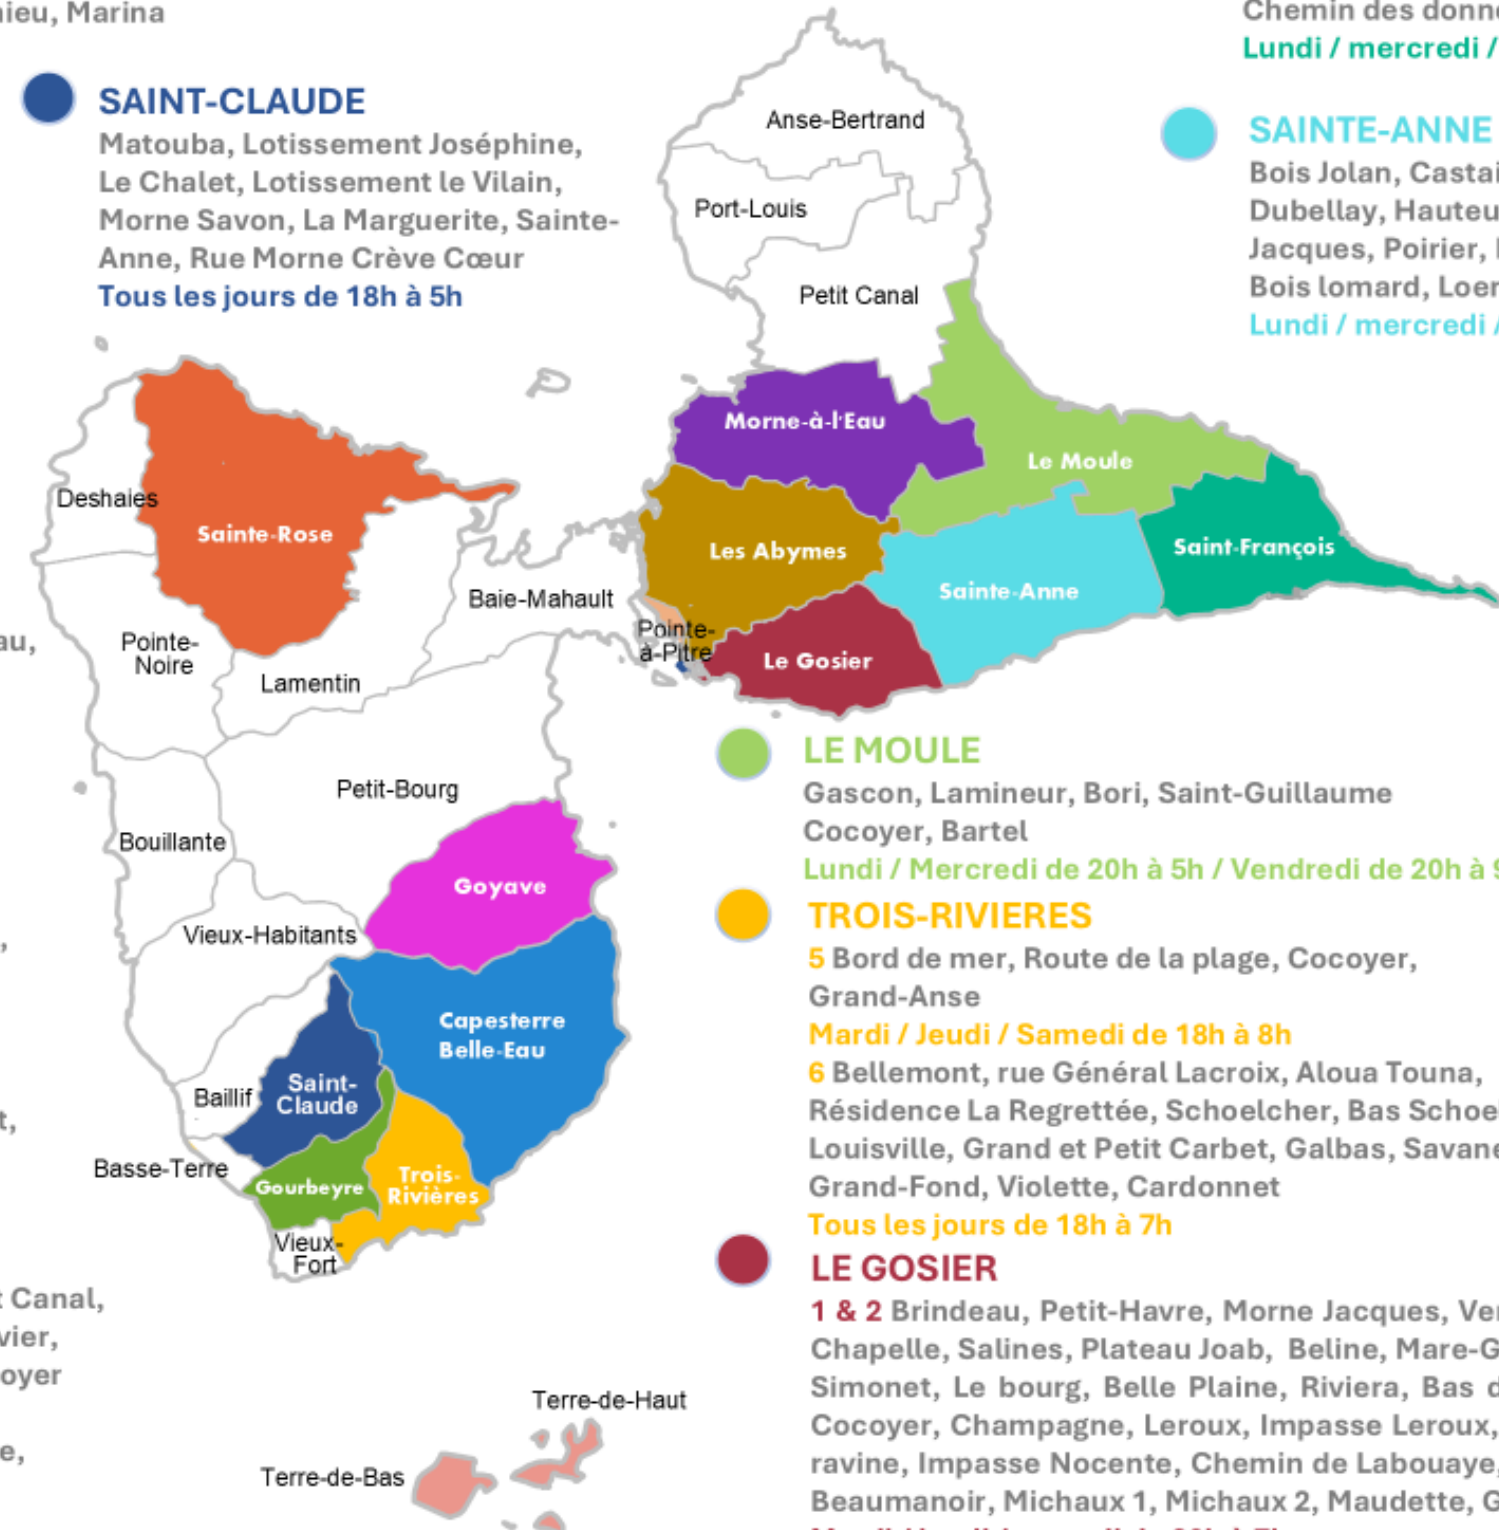 ieu, Marina
SAINT-CLAUDE
Matouba, Lotissement Joséphine,
Le Chalet, Lotissement le Vilain,
Morne Savon, La Marguerite, Sainte-
Anne, Rue Morne Crève Cœur
Tous les jours de 18h à 5h
Chemin des donn
Lundi / mercredi /
SAINTE-ANNE
Bois Jolan, Casta
Dubellay, Hauteu
Jacques, Poirier,
Bois lomard, Loer
Lundi / mercredi /
Anse-Bertrand
Port-Louis
Petit Canal
Morne-à-l'Eau
Le Moule
Deshaies
Sainte-Rose
Les Abymes
Saint-François
Sainte-Anne
Baie-Mahault
Pointe-
à-Pitre
Le Gosier
au,
Pointe-
Noire
Lamentin
Petit-Bourg
Bouillante
Goyave
Vieux-Habitants
,
Capesterre
Belle-Eau
Saint-
Claude
Baillif
t,
Basse-Terre
Gourbeyre
Trois-
Rivières
Vieux-
Fort
LE MOULE
Gascon, Lamineur, Bori, Saint-Guillaume
Cocoyer, Bartel
Lundi / Mercredi de 20h à 5h / Vendredi de 20h à 9
TROIS-RIVIERES
5 Bord de mer, Route de la plage, Cocoyer,
Grand-Anse
Mardi / Jeudi / Samedi de 18h à 8h
6 Bellemont, rue Général Lacroix, Aloua Touna,
Résidence La Regrettée, Schoelcher, Bas Schoel
Louisville, Grand et Petit Carbet, Galbas, Savane
Grand-Fond, Violette, Cardonnet
Tous les jours de 18h à 7h
LE GOSIER
1 & 2 Brindeau, Petit-Havre, Morne Jacques, Ver
Chapelle, Salines, Plateau Joab, Beline, Mare-G
Simonet, Le bourg, Belle Plaine, Riviera, Bas d
Cocoyer, Champagne, Leroux, Impasse Leroux,
ravine, Impasse Nocente, Chemin de Labouaye,
Beaumanoir, Michaux 1, Michaux 2, Maudette, G
t Canal,
vier,
oyer
e,
Terre-de-Haut
Terre-de-Bas